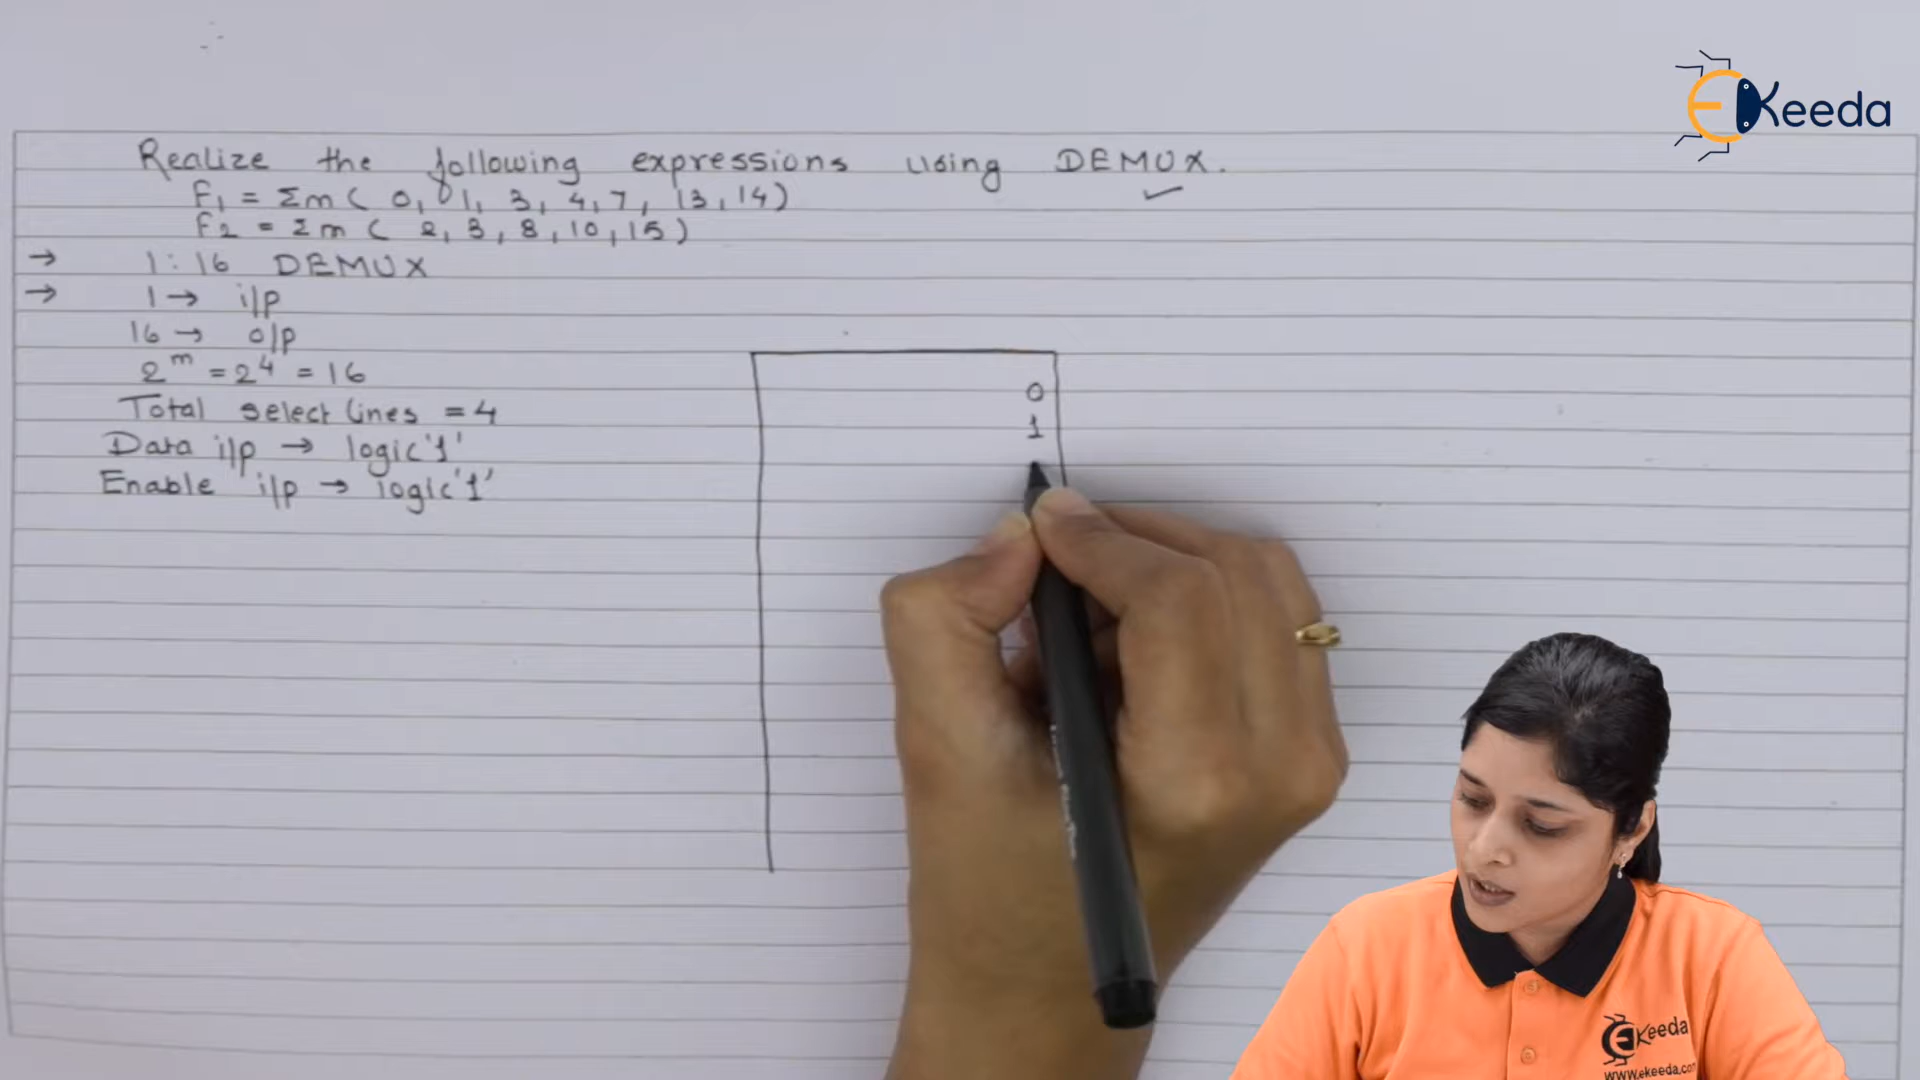 EKeeda
Realize the following expressions using DEMUX.
F1 = Σm ( 0, 1, 3, 4, 7, 13, 14)
F2 = Σm ( 2, 3, 8, 10, 15)
→ 1:16 DEMUX
→ 1 → i/p
16 → o/p
2^m = 2^4 = 16
Total select lines = 4
Data i/p → logic '1'
Enable i/p → logic '1'
0
1
EKeeda
www.ekeeda.com